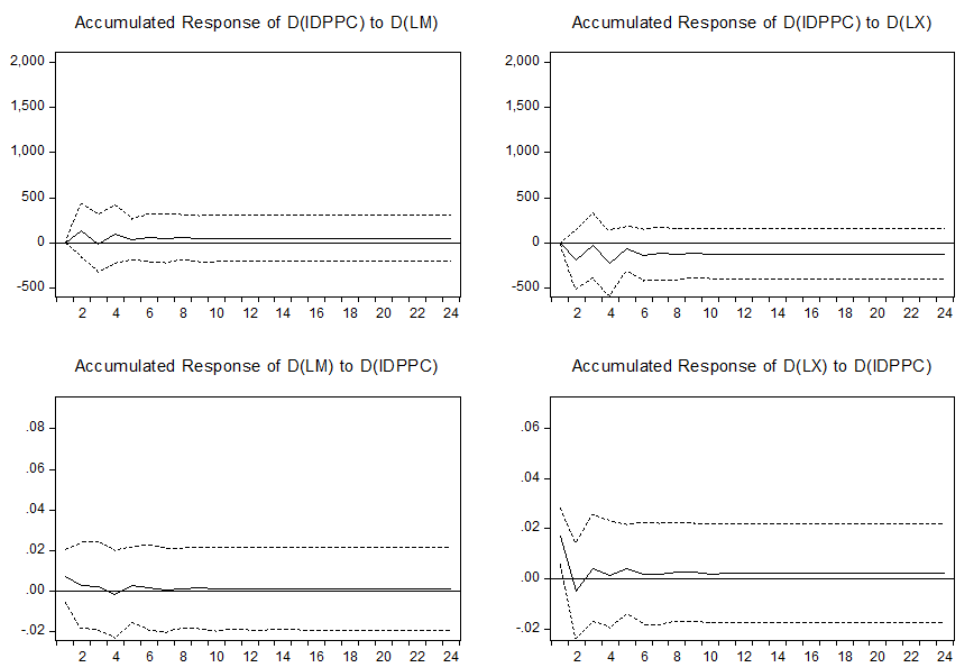 Accumulated Response of D(IDPPC) to D(LM)
2,000
1,500
1,000
500
0
-500
2 4 6 8 10 12 14 16 18 20 22 24
Accumulated Response of D(IDPPC) to D(LX)
2,000
1,500
1,000
500
0
-500
2 4 6 8 10 12 14 16 18 20 22 24
Accumulated Response of D(LM) to D(IDPPC)
.08
.06
.04
.02
.00
-.02
2 4 6 8 10 12 14 16 18 20 22 24
Accumulated Response of D(LX) to D(IDPPC)
.06
.04
.02
.00
-.02
2 4 6 8 10 12 14 16 18 20 22 24